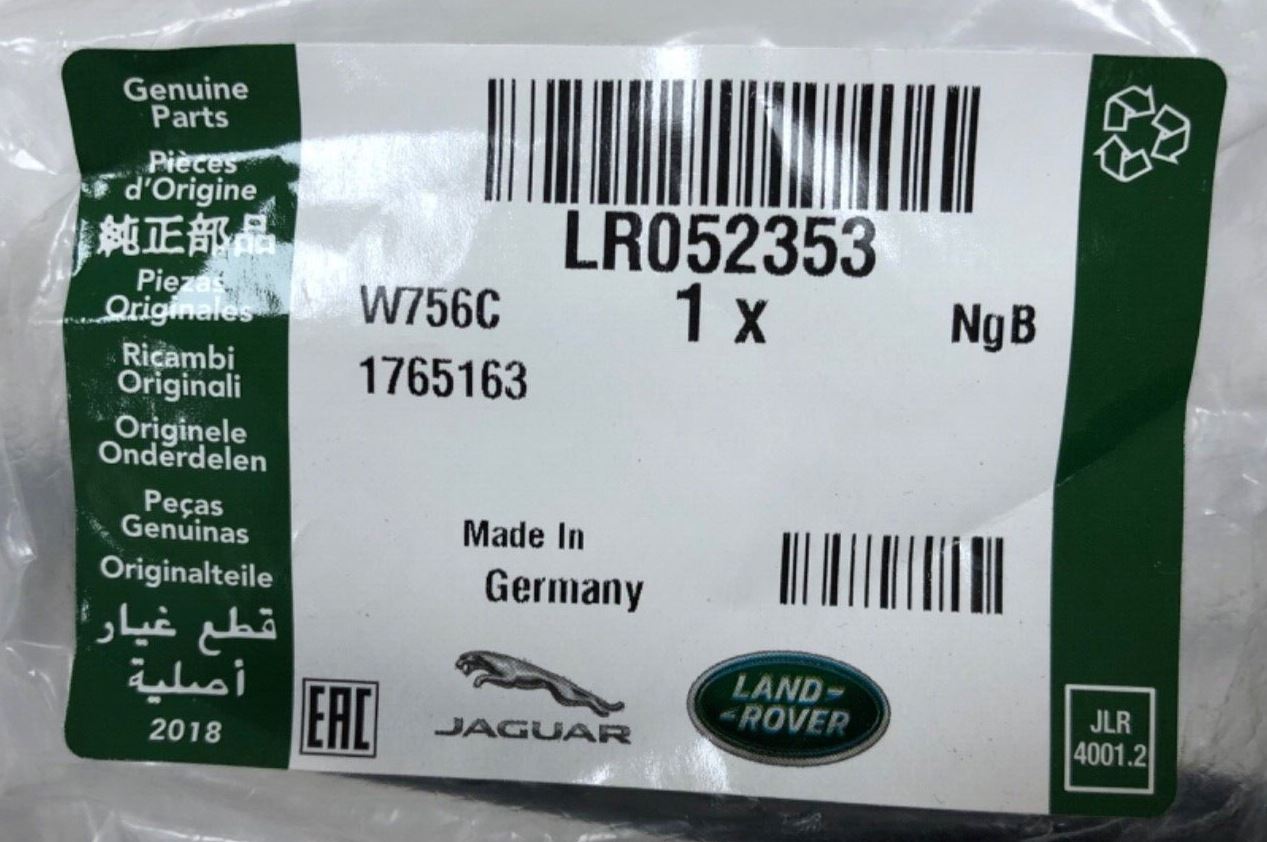 Genuine
Parts
Pièces
d'Origine
純正部品
Piezas
Originales
Ricambi
Originali
Originele
Onderdelen
Peças
Genuinas
Originalteile
قطع غيار
أصلية
2018
LR052353
W756C 1 x NgB
1765163
Made In
Germany
EAC
JAGUAR
LAND-
-ROVER
JLR
4001.2